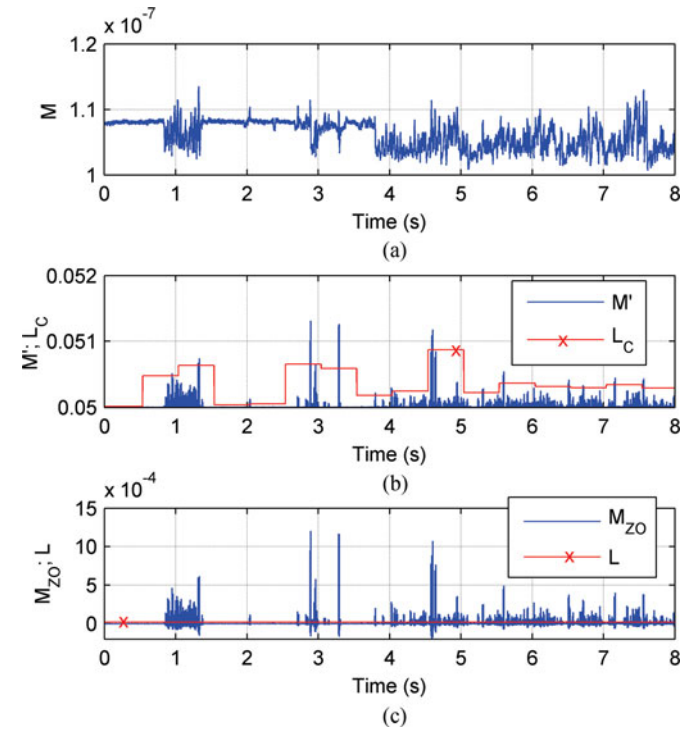 x 10^-7
1.2
1.1
1
M
0 1 2 3 4 5 6 7 8
Time (s)
(a)
0.052
0.051
0.05
M'; L_C
M'
L_C
0 1 2 3 4 5 6 7 8
Time (s)
(b)
x 10^-4
15
10
5
0
M_ZO; L
M_ZO
L
0 1 2 3 4 5 6 7 8
Time (s)
(c)